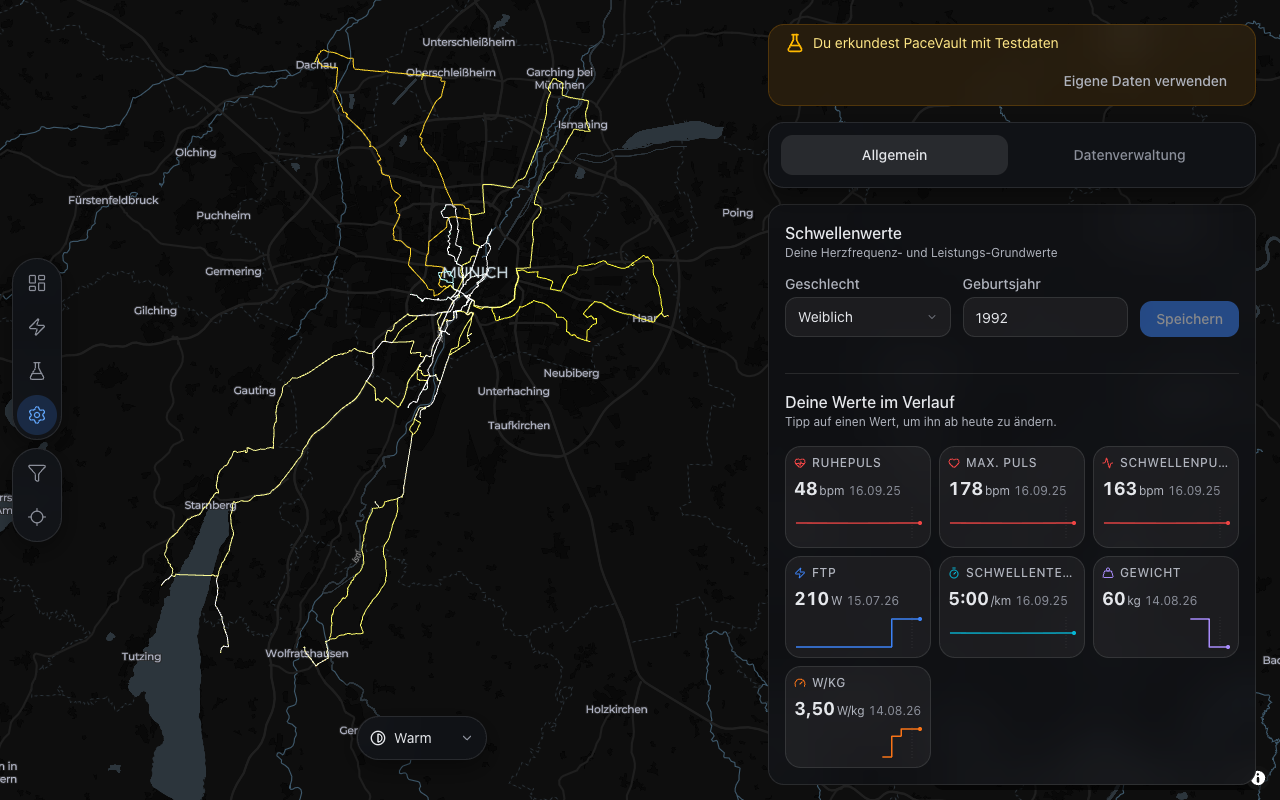 Unterschleißheim
Dachau
Oberschleißheim
Garching bei
München
Ismaning
Olching
Fürstenfeldbruck
Puchheim
Poing
Germering
MUNICH
Gilching
Haar
Neubiberg
Gauting
Unterhaching
Taufkirchen
Starnberg
Isar
Tutzing
Wolfratshausen
Holzkirchen
Ger
Warm
Du erkundest PaceVault mit Testdaten
Eigene Daten verwenden
Allgemein
Datenverwaltung
Schwellenwerte
Deine Herzfrequenz- und Leistungs-Grundwerte
Geschlecht
Geburtsjahr
Weiblich
1992
Speichern
Deine Werte im Verlauf
Tipp auf einen Wert, um ihn ab heute zu ändern.
RUHEPULS
48 bpm 16.09.25
MAX. PULS
178 bpm 16.09.25
SCHWELLENPU...
163 bpm 16.09.25
FTP
210 W 15.07.26
SCHWELLENTE...
5:00 /km 16.09.25
GEWICHT
60 kg 14.08.26
W/KG
3,50 W/kg 14.08.26